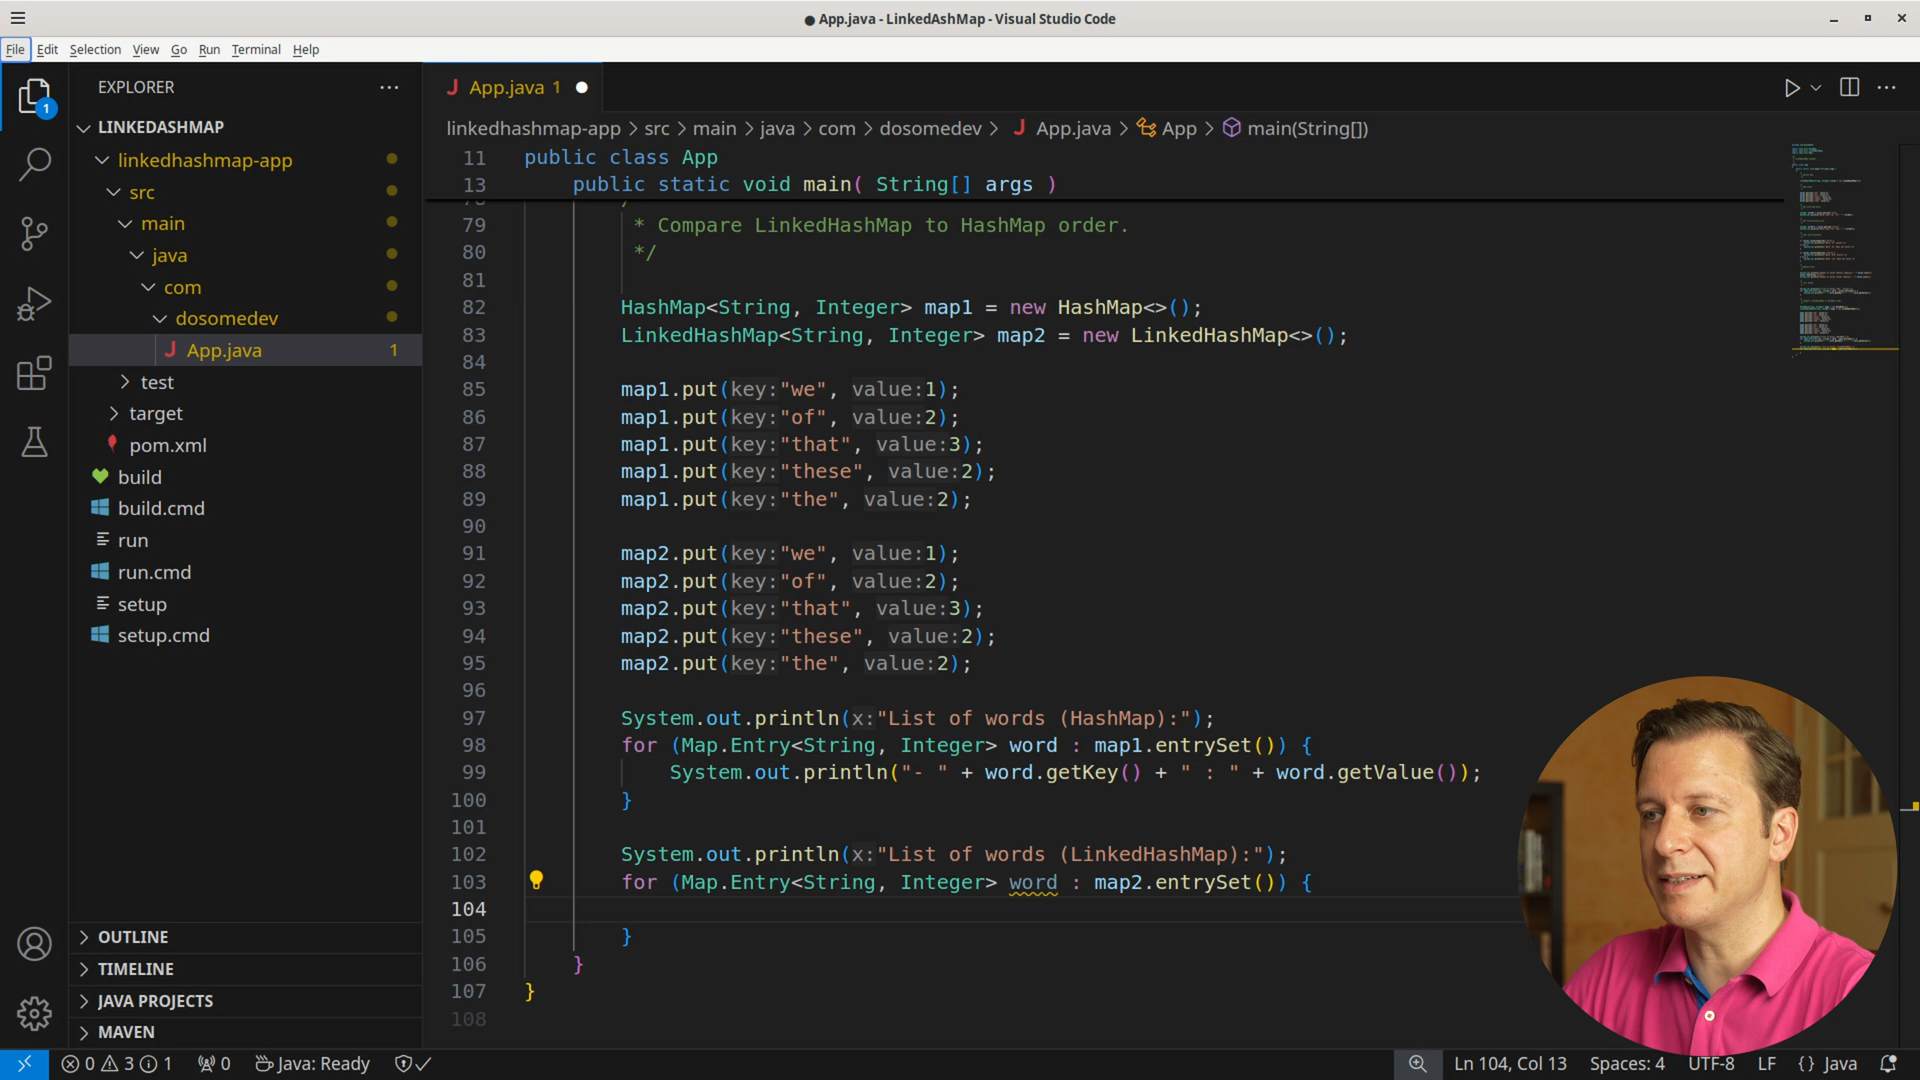 ● App.java - LinkedAshMap - Visual Studio Code
File Edit Selection View Go Run Terminal Help
EXPLORER
LINKEDASHMAP
linkedhashmap-app
src
main
java
com
dosomedev
App.java 1
test
target
pom.xml
build
build.cmd
run
run.cmd
setup
setup.cmd
OUTLINE
TIMELINE
JAVA PROJECTS
MAVEN
1
App.java 1
linkedhashmap-app > src > main > java > com > dosomedev > App.java > App > main(String[])
11 public class App
13 public static void main( String[] args )
79 * Compare LinkedHashMap to HashMap order.
80 */
81
82 HashMap<String, Integer> map1 = new HashMap<>();
83 LinkedHashMap<String, Integer> map2 = new LinkedHashMap<>();
84
85 map1.put(key:"we", value:1);
86 map1.put(key:"of", value:2);
87 map1.put(key:"that", value:3);
88 map1.put(key:"these", value:2);
89 map1.put(key:"the", value:2);
90
91 map2.put(key:"we", value:1);
92 map2.put(key:"of", value:2);
93 map2.put(key:"that", value:3);
94 map2.put(key:"these", value:2);
95 map2.put(key:"the", value:2);
96
97 System.out.println(x:"List of words (HashMap):");
98 for (Map.Entry<String, Integer> word : map1.entrySet()) {
99 System.out.println("- " + word.getKey() + " : " + word.getValue());
100 }
101
102 System.out.println(x:"List of words (LinkedHashMap):");
103 for (Map.Entry<String, Integer> word : map2.entrySet()) {
104
105 }
106 }
107 }
108
0 3 1 0 Java: Ready Ln 104, Col 13 Spaces: 4 UTF-8 LF {} Java